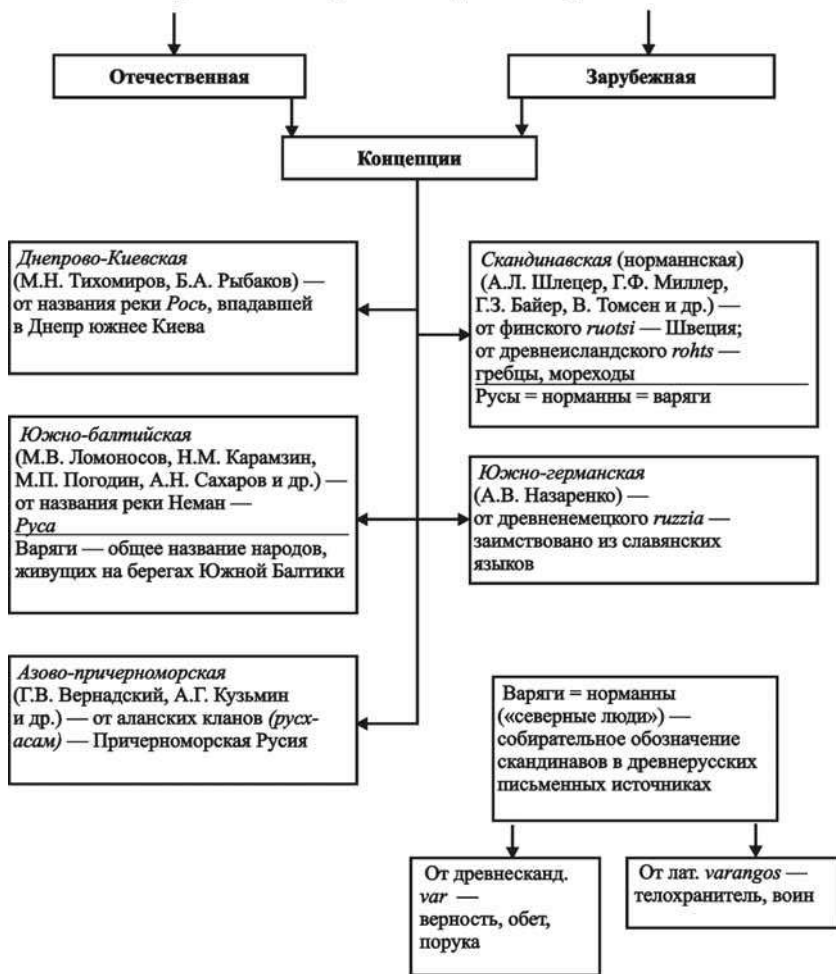 Отечественная
Зарубежная
Концепции
Днепрово-Киевская
(М.Н. Тихомиров, Б.А. Рыбаков) —
от названия реки Рось, впадавшей
в Днепр южнее Киева
Скандинавская (норманнская)
(А.Л. Шлецер, Г.Ф. Миллер,
Г.З. Байер, В. Томсен и др.) —
от финского ruotsi — Швеция;
от древнеисландского rohts —
гребцы, мореходы
Русы = норманны = варяги
Южно-балтийская
(М.В. Ломоносов, Н.М. Карамзин,
М.П. Погодин, А.Н. Сахаров и др.) —
от названия реки Неман —
Руса
Варяги — общее название народов,
живущих на берегах Южной Балтики
Южно-германская
(А.В. Назаренко) —
от древненемецкого ruzzia —
заимствовано из славянских
языков
Азово-причерноморская
(Г.В. Вернадский, А.Г. Кузьмин
и др.) — от аланских кланов (русх-
асам) — Причерноморская Русия
Варяги = норманны
(«северные люди») —
собирательное обозначение
скандинавов в древнерусских
письменных источниках
От древнесканд.
var —
верность, обет,
порука
От лат. varangos —
телохранитель, воин